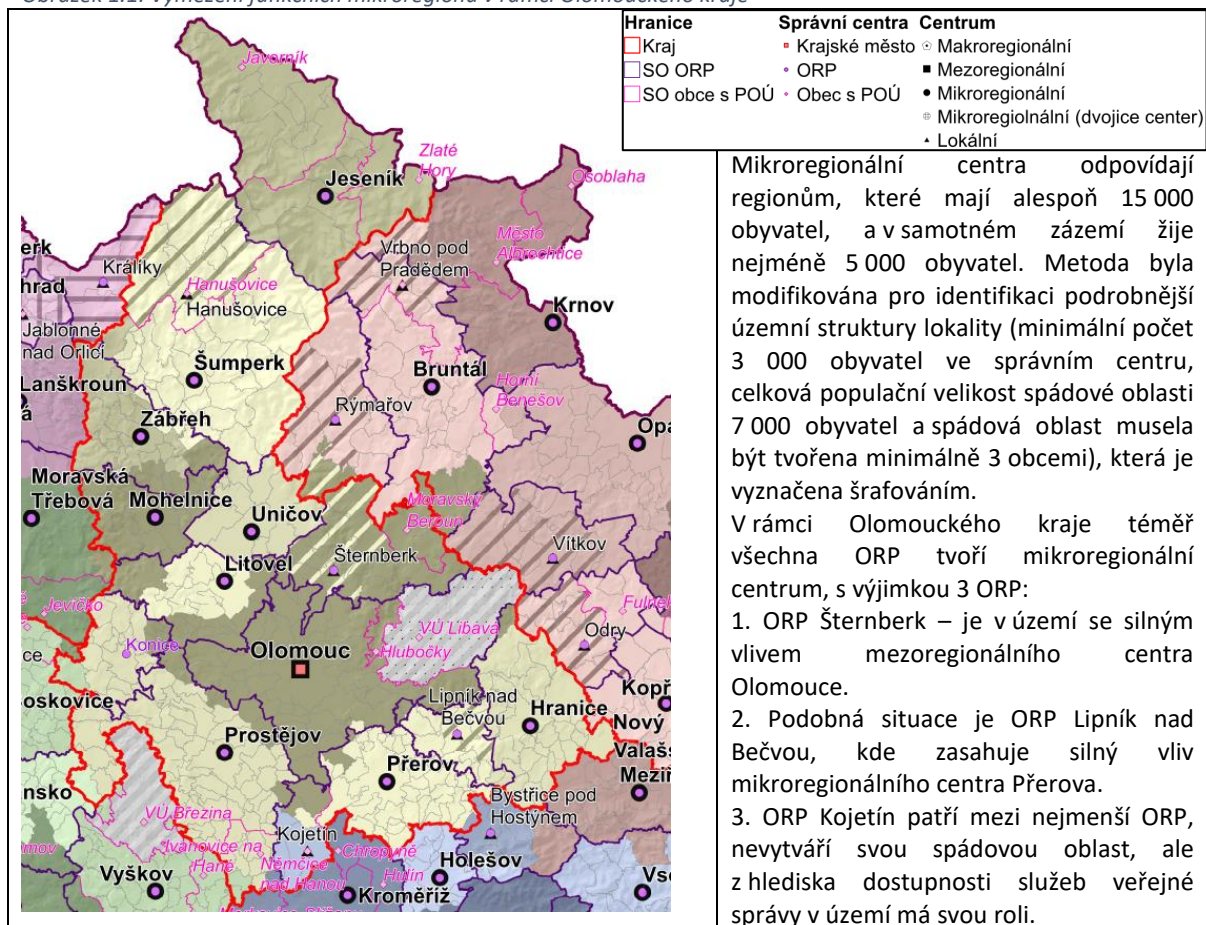 Obrázek 1.1: Vymezení funkčních mikroregionů v rámci Olomouckého kraje
Hranice
Kraj
SO ORP
SO obce s POÚ
Správní centra
Krajské město
ORP
Obec s POÚ
Centrum
Makroregionální
Mezoregionální
Mikroregionální
Mikroregiolnální (dvojice center)
Lokální
Javorník
Zlaté
Hory
Jeseník
Osoblaha
Město
Albrechtice
Vrbno pod
Pradědem
Králíky
Hanušovice
Hanušovice
Krnov
Jablonné
nad Orlicí
Šumperk
Bruntál
Lanškroun
Horní
Benešov
Rýmařov
Zábřeh
Moravská
Třebová
Mohelnice
Uničov
Moravský
Beroun
Vítkov
Šternberk
Litovel
Jevíčko
VÚ Libavá
Odry
Konice
Olomouc
Hlubočky
Lipník nad
Bečvou
Hranice
Nový
Prostějov
Přerov
Bystřice pod
Hostýnem
VÚ Březina
Ivanovice na
Hané
Kojetín
Němčice
nad Hanou
Chropyně
Hulín
Holešov
Vyškov
Kroměříž
Mikroregionální centra odpovídají
regionům, které mají alespoň 15 000
obyvatel, a v samotném zázemí žije
nejméně 5 000 obyvatel. Metoda byla
modifikována pro identifikaci podrobnější
územní struktury lokality (minimální počet
3 000 obyvatel ve správním centru,
celková populační velikost spádové oblasti
7 000 obyvatel a spádová oblast musela
být tvořena minimálně 3 obcemi), která je
vyznačena šrafováním.
V rámci Olomouckého kraje téměř
všechna ORP tvoří mikroregionální
centrum, s výjimkou 3 ORP:
1. ORP Šternberk – je v území se silným
vlivem mezoregionálního centra
Olomouce.
2. Podobná situace je ORP Lipník nad
Bečvou, kde zasahuje silný vliv
mikroregionálního centra Přerova.
3. ORP Kojetín patří mezi nejmenší ORP,
nevytváří svou spádovou oblast, ale
z hlediska dostupnosti služeb veřejné
správy v území má svou roli.